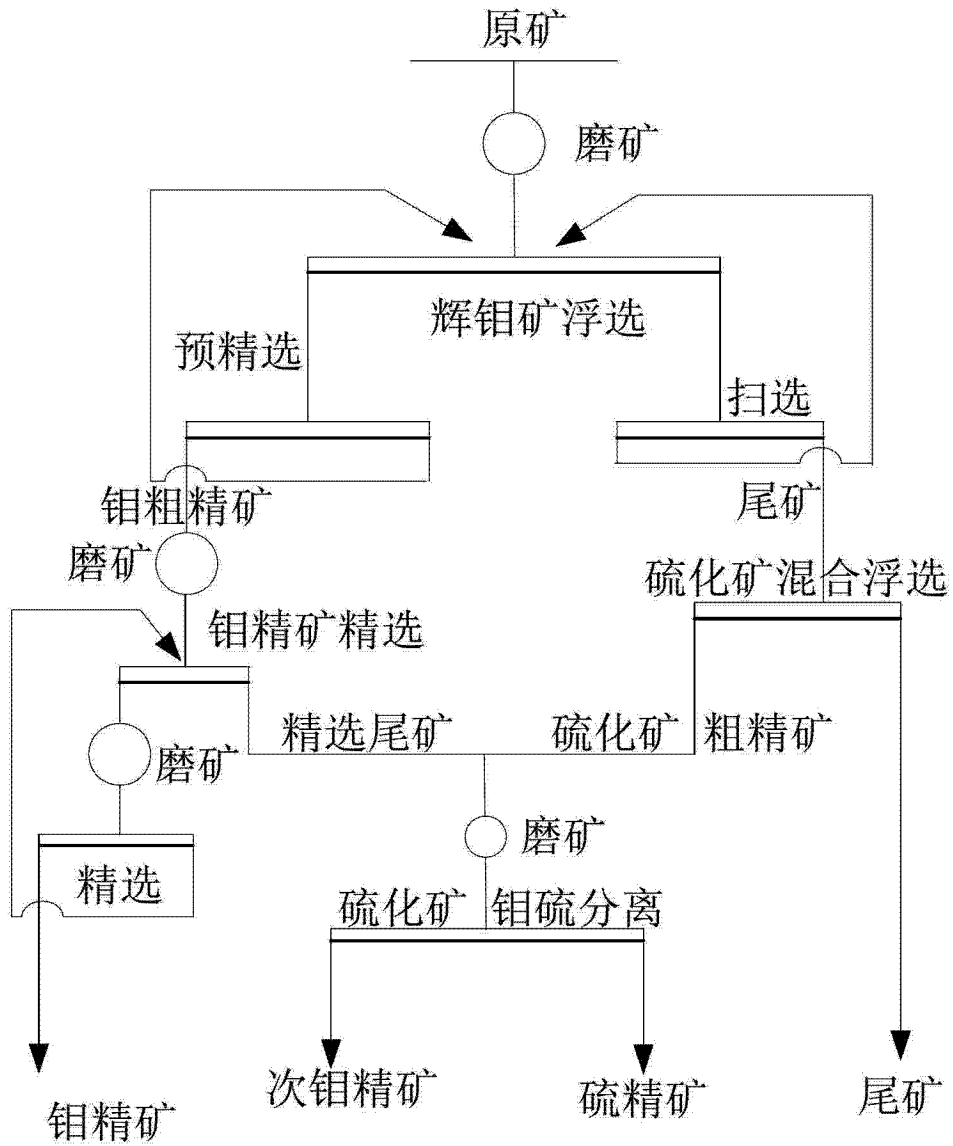 原矿
磨矿
辉钼矿浮选
预精选
扫选
钼粗精矿
尾矿
磨矿
硫化矿混合浮选
钼精矿精选
精选尾矿
硫化矿
粗精矿
磨矿
磨矿
精选
硫化矿
钼硫分离
钼精矿
次钼精矿
硫精矿
尾矿